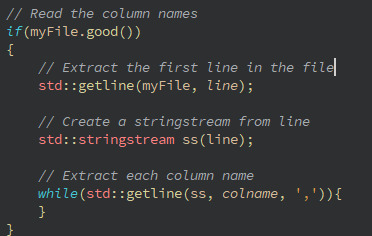 // Read the column names
if(myFile.good())
{
    // Extract the first line in the file
    std::getline(myFile, line);

    // Create a stringstream from line
    std::stringstream ss(line);

    // Extract each column name
    while(std::getline(ss, colname, ',')){
    }
}